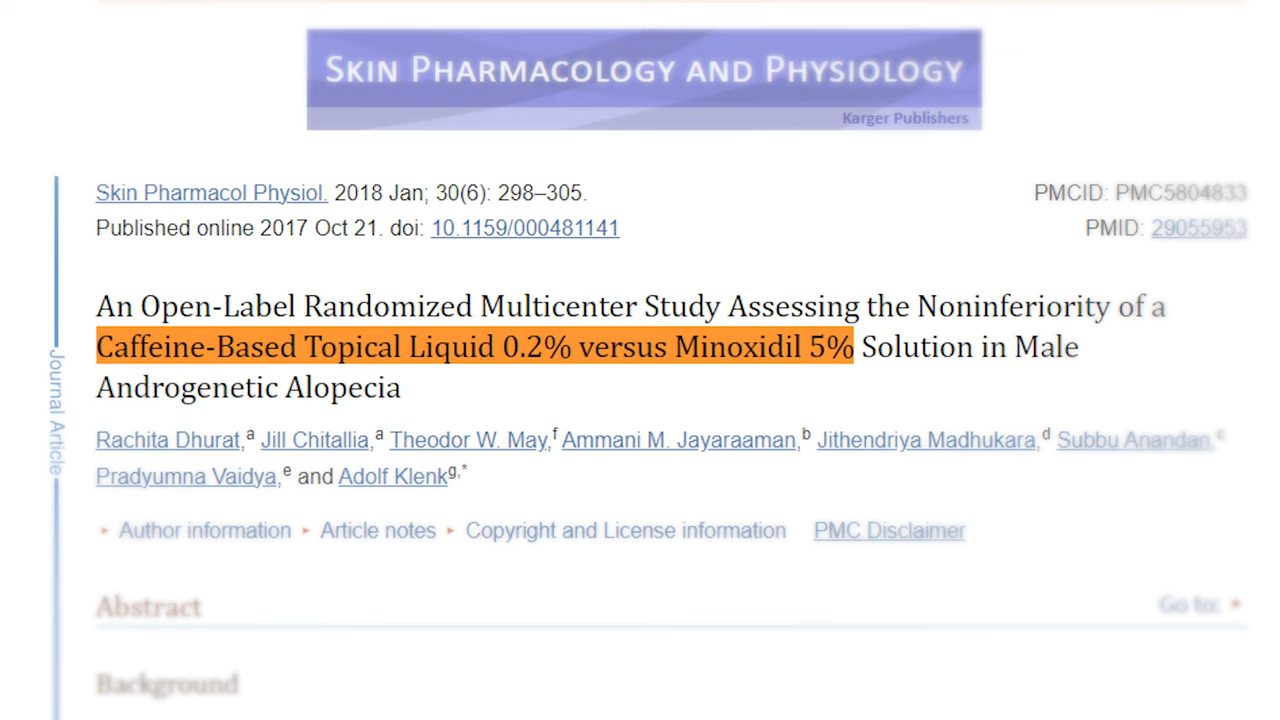 SKIN PHARMACOLOGY AND PHYSIOLOGY
Karger Publishers
Skin Pharmacol Physiol. 2018 Jan; 30(6): 298–305.
PMCID: PMC5804833
Published online 2017 Oct 21. doi: 10.1159/000481141
PMID: 29055953
An Open-Label Randomized Multicenter Study Assessing the Noninferiority of a
Caffeine-Based Topical Liquid 0.2% versus Minoxidil 5% Solution in Male
Androgenetic Alopecia
Journal Article
Rachita Dhurat,a Jill Chitallia,a Theodor W. May,f Ammani M. Jayaraaman,b Jithendriya Madhukara,d Subbu Anandan,c
Pradyumna Vaidya,e and Adolf Klenkg,*
▸ Author information ▸ Article notes ▸ Copyright and License information PMC Disclaimer
Abstract
Go to: ▸
Background